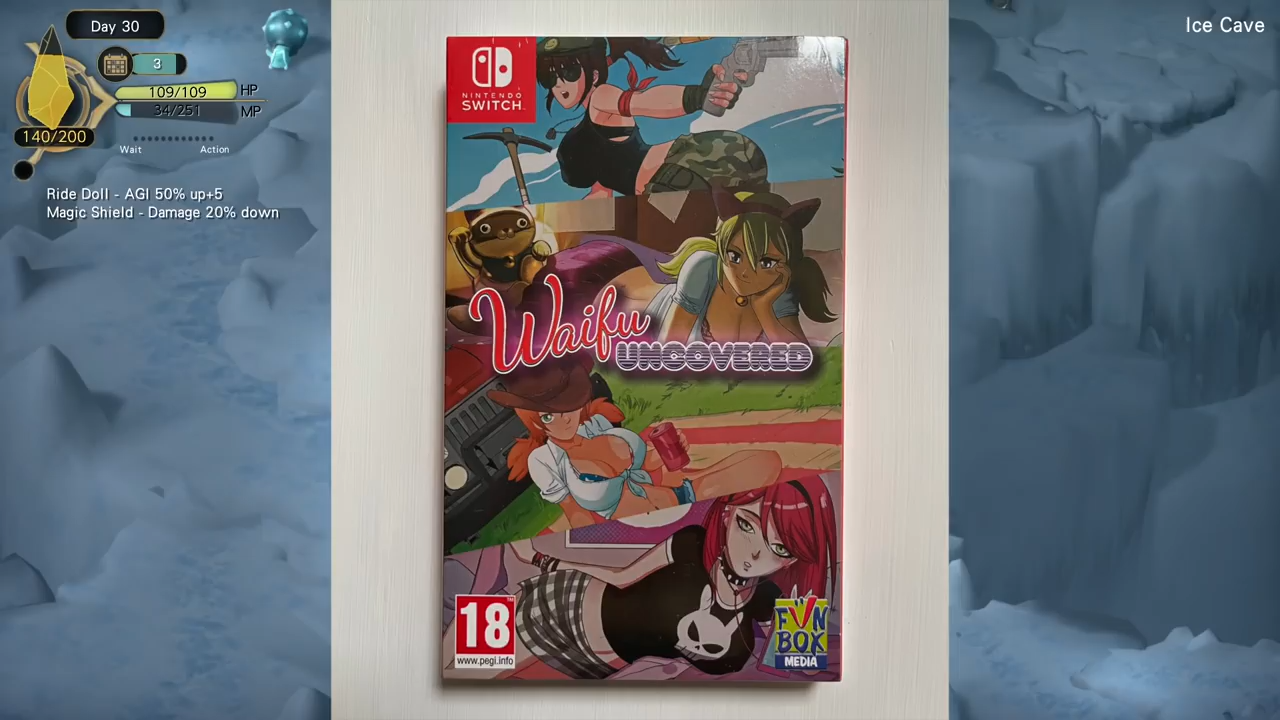 Day 30
3
109/109 HP
34/251 MP
140/200
Wait Action
Ride Doll - AGI 50% up+5
Magic Shield - Damage 20% down
Ice Cave
NINTENDO
SWITCH
Waifu
UNCOVERED
18
www.pegi.info
FUN
BOX
MEDIA